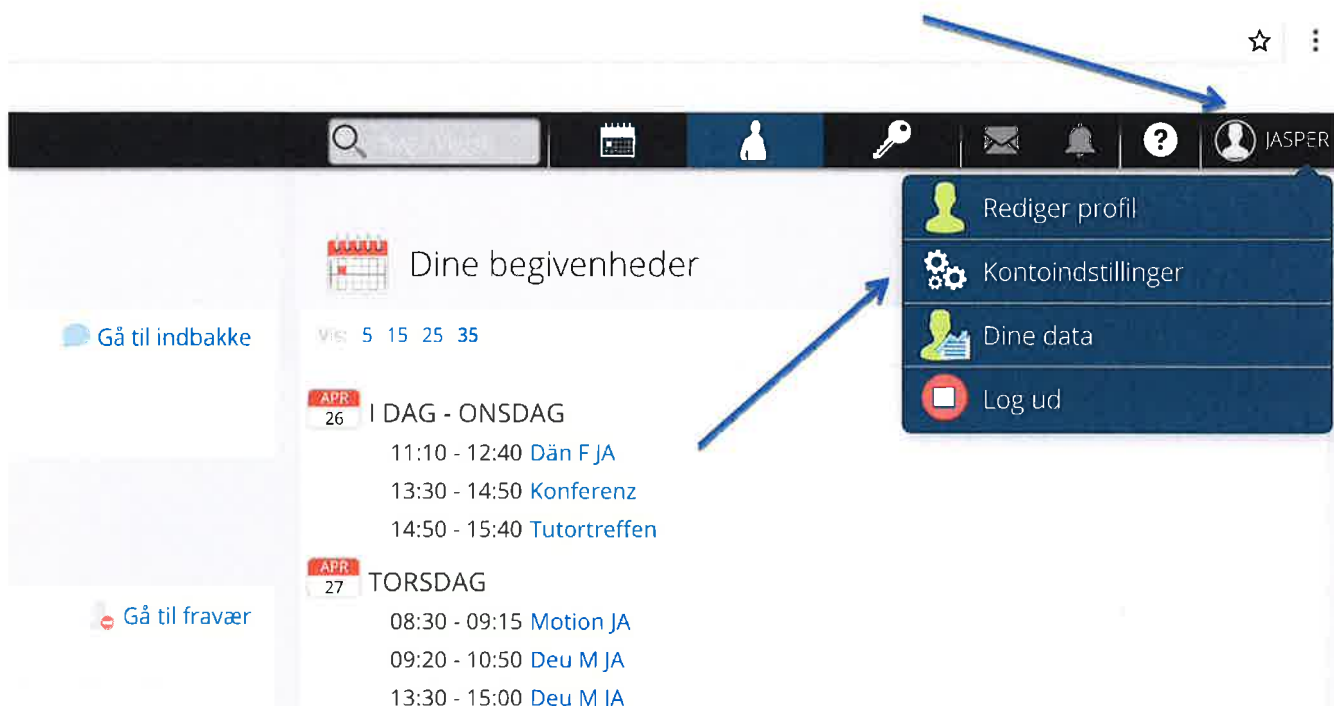 JASPER
Rediger profil
Kontoindstillinger
Dine data
Log ud
Dine begivenheder
Gå til indbakke
Vis: 5 15 25 35
APR
26
I DAG - ONSDAG
11:10 - 12:40 Dän F JA
13:30 - 14:50 Konferenz
14:50 - 15:40 Tutortreffen
APR
27
TORSDAG
Gå til fravær
08:30 - 09:15 Motion JA
09:20 - 10:50 Deu M JA
13:30 - 15:00 Deu M JA